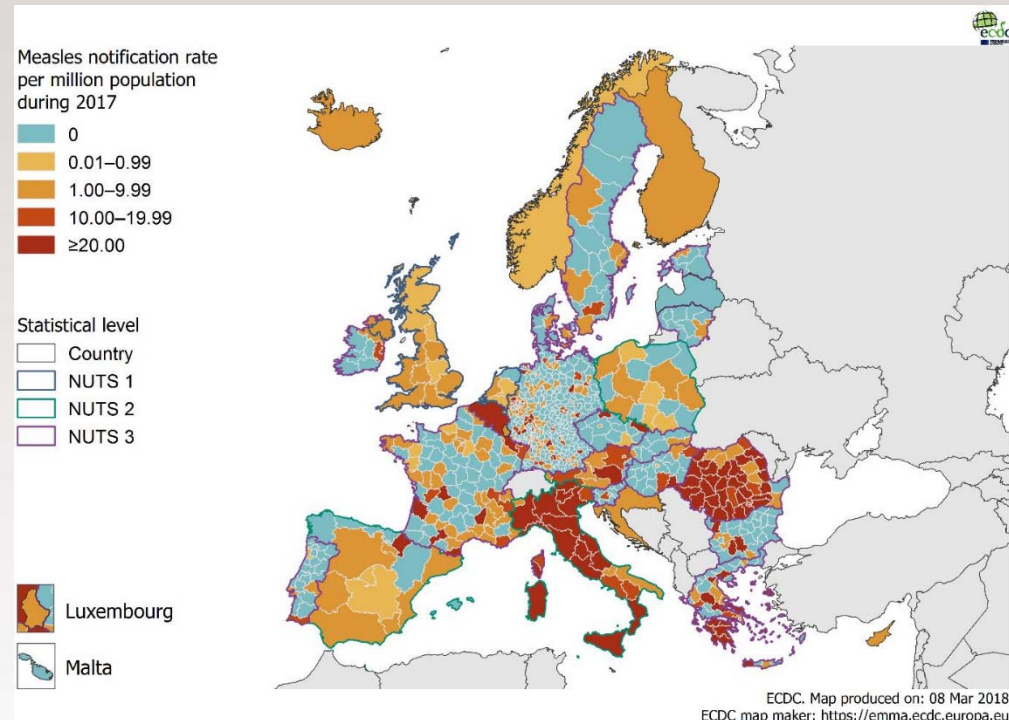 ecdc
Measles notification rate
per million population
during 2017
0
0.01–0.99
1.00–9.99
10.00–19.99
≥20.00
Statistical level
Country
NUTS 1
NUTS 2
NUTS 3
Luxembourg
Malta
ECDC. Map produced on: 08 Mar 2018
ECDC map maker: https://emma.ecdc.europa.eu